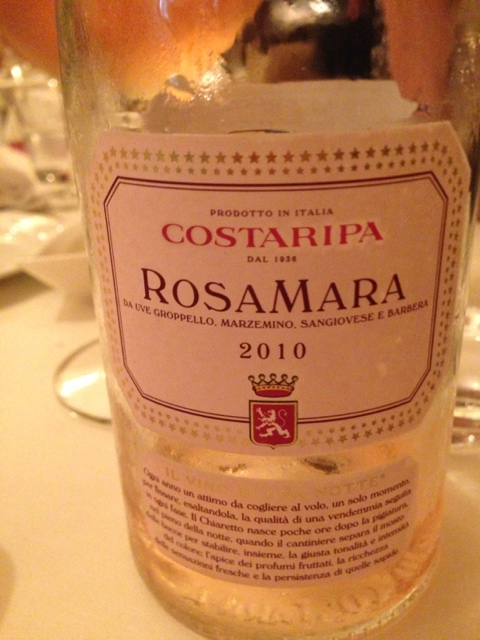 PRODOTTO IN ITALIA
COSTARIPA
DAL 1936
ROSAMARA
DA UVE GROPPELLO, MARZEMINO, SANGIOVESE E BARBERA
2010
IL VINO NOTTE
Ogni anno un attimo da cogliere al volo, un solo momento,
per fissare, esaltandola, la qualità di una vendemmia seguita
in ogni fase. Il Chiaretto nasce poche ore dopo la pigiatura,
nel pieno della notte, quando il cantiniere separa il mosto
dalle bucce per stabilire, insieme, la giusta tonalità e intensità
del colore; l'apice dei profumi fruttati, la ricchezza
delle sensazioni fresche e la persistenza di quelle sapide